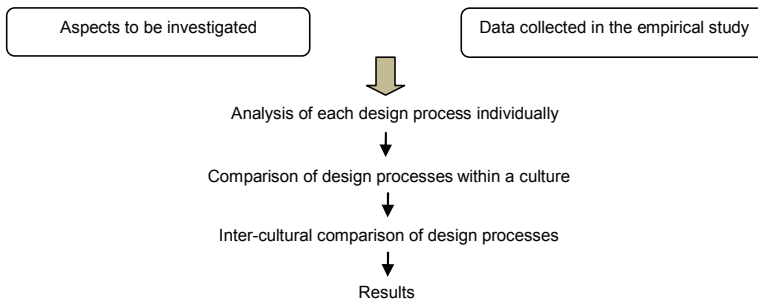 Aspects to be investigated
Data collected in the empirical study
Analysis of each design process individually
Comparison of design processes within a culture
Inter-cultural comparison of design processes
Results